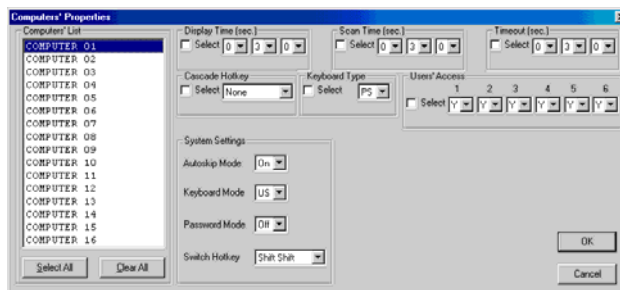 Computers' Properties
Computers' List
COMPUTER 01
COMPUTER 02
COMPUTER 03
COMPUTER 04
COMPUTER 05
COMPUTER 06
COMPUTER 07
COMPUTER 08
COMPUTER 09
COMPUTER 10
COMPUTER 11
COMPUTER 12
COMPUTER 13
COMPUTER 14
COMPUTER 15
COMPUTER 16
Select All Clear All
Display Time (sec.) Scan Time (sec.) Timeout (sec.)
Select 0 3 0 Select 0 3 0 Select 0 3 0
Cascade Hotkey Keyboard Type Users' Access
Select None Select PS 1 2 3 4 5 6
Select Y Y Y Y Y Y
System Settings
Autoskip Mode On
Keyboard Mode US
Password Mode Off
Switch Hotkey Shift Shift
OK
Cancel